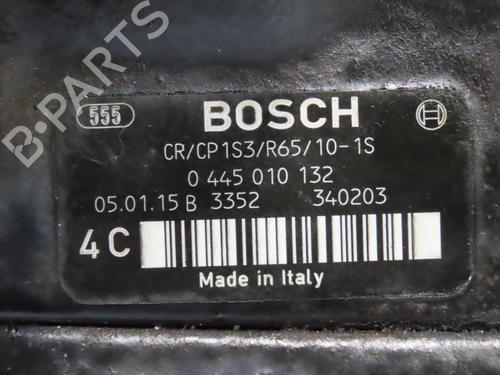 B-PARTS
555 BOSCH
CR/CP1S3/R65/10-1S
0 445 010 132
05.01.15 B 3352 340203
4C
Made in Italy